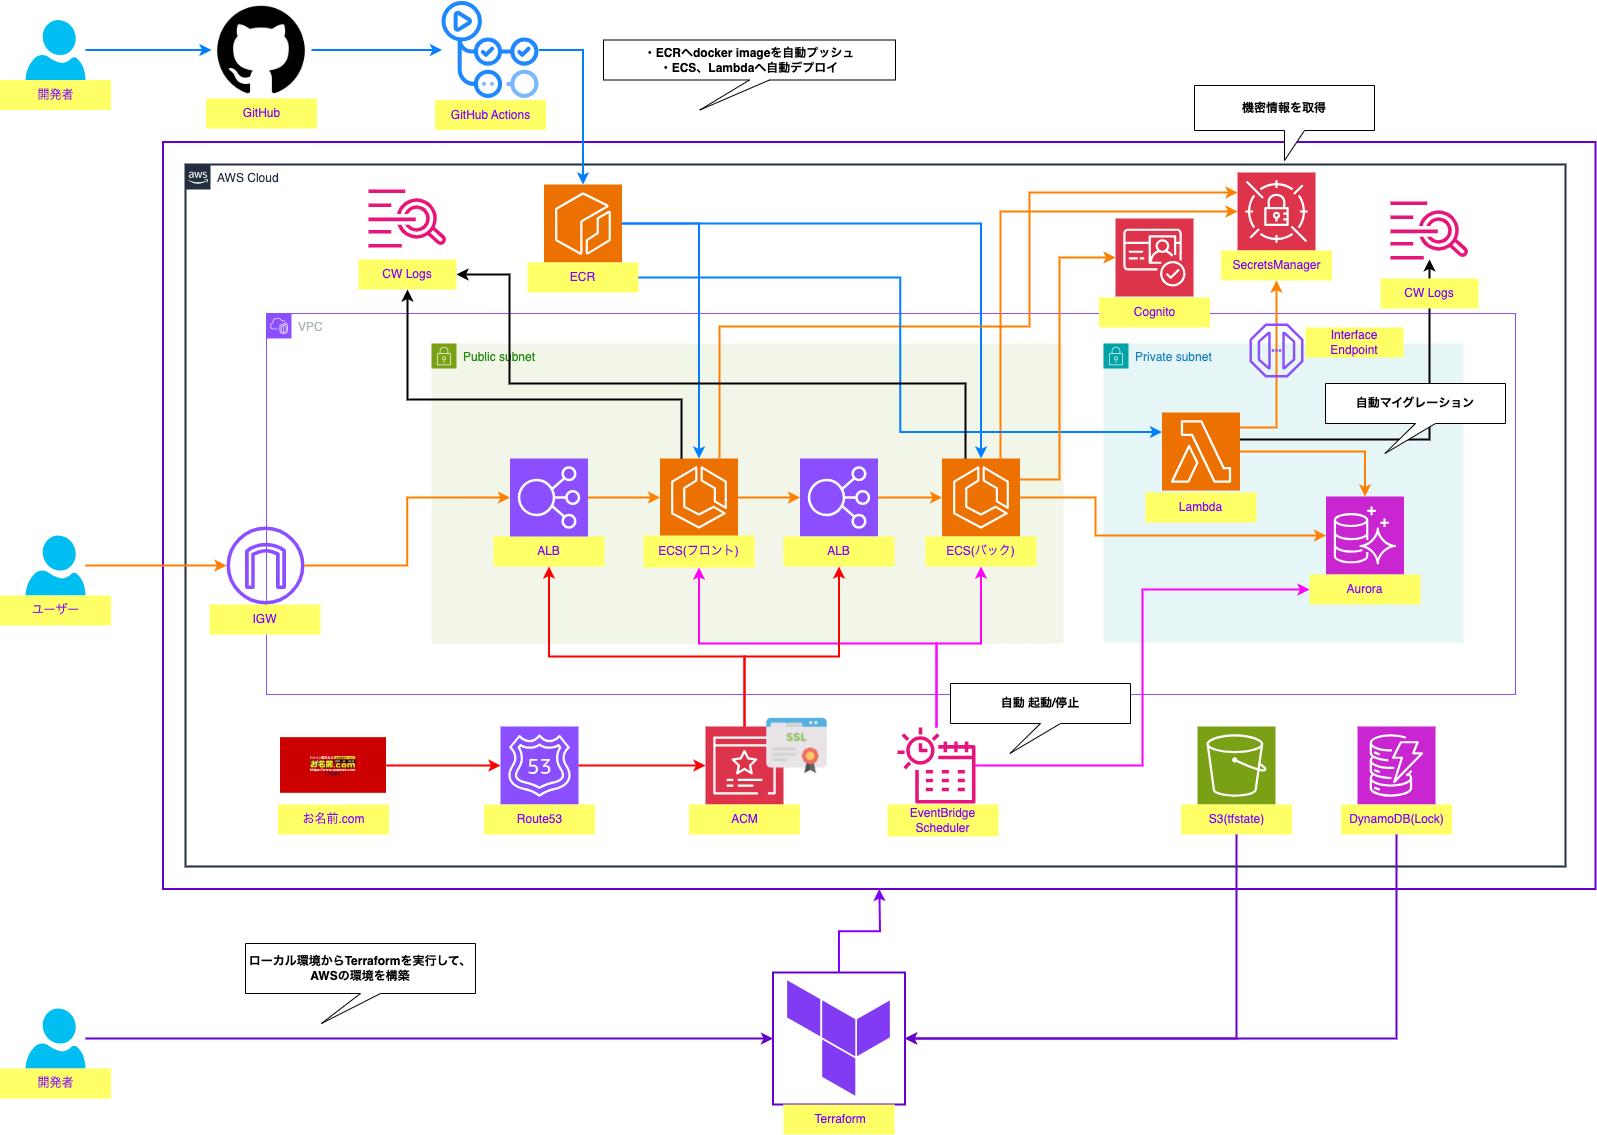 ・ECRへdocker imageを自動プッシュ
・ECS、Lambdaへ自動デプロイ
開発者
GitHub
GitHub Actions
機密情報を取得
aws
AWS Cloud
CW Logs
ECR
Cognito
SecretsManager
CW Logs
VPC
Interface
Endpoint
Public subnet
Private subnet
自動マイグレーション
Lambda
ALB
ECS(フロント)
ALB
ECS(バック)
Aurora
ユーザー
IGW
自動 起動/停止
SSL
お名前.com
53
お名前.com
Route53
ACM
EventBridge
Scheduler
S3(tfstate)
DynamoDB(Lock)
ローカル環境からTerraformを実行して、
AWSの環境を構築
開発者
Terraform